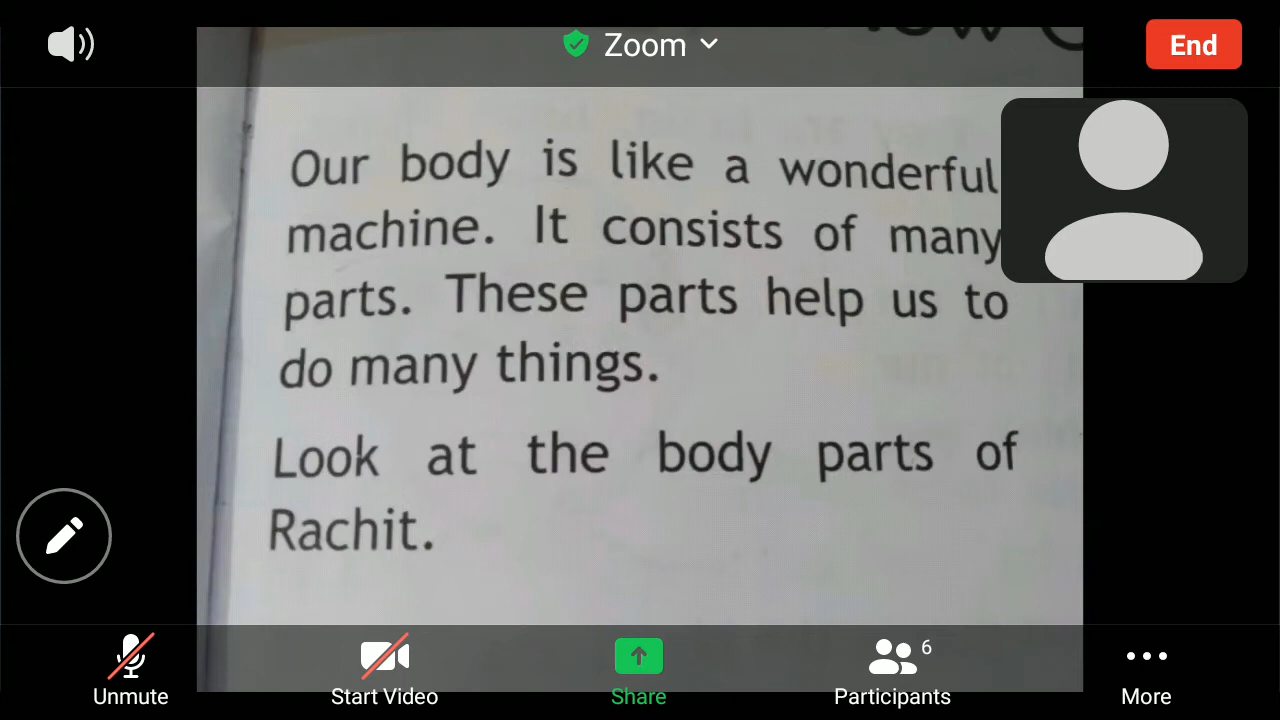 Zoom
End
Our body is like a wonderful
machine. It consists of many
parts. These parts help us to
do many things.
Look at the body parts of
Rachit.
6
Unmute
Start Video
Share
Participants
More